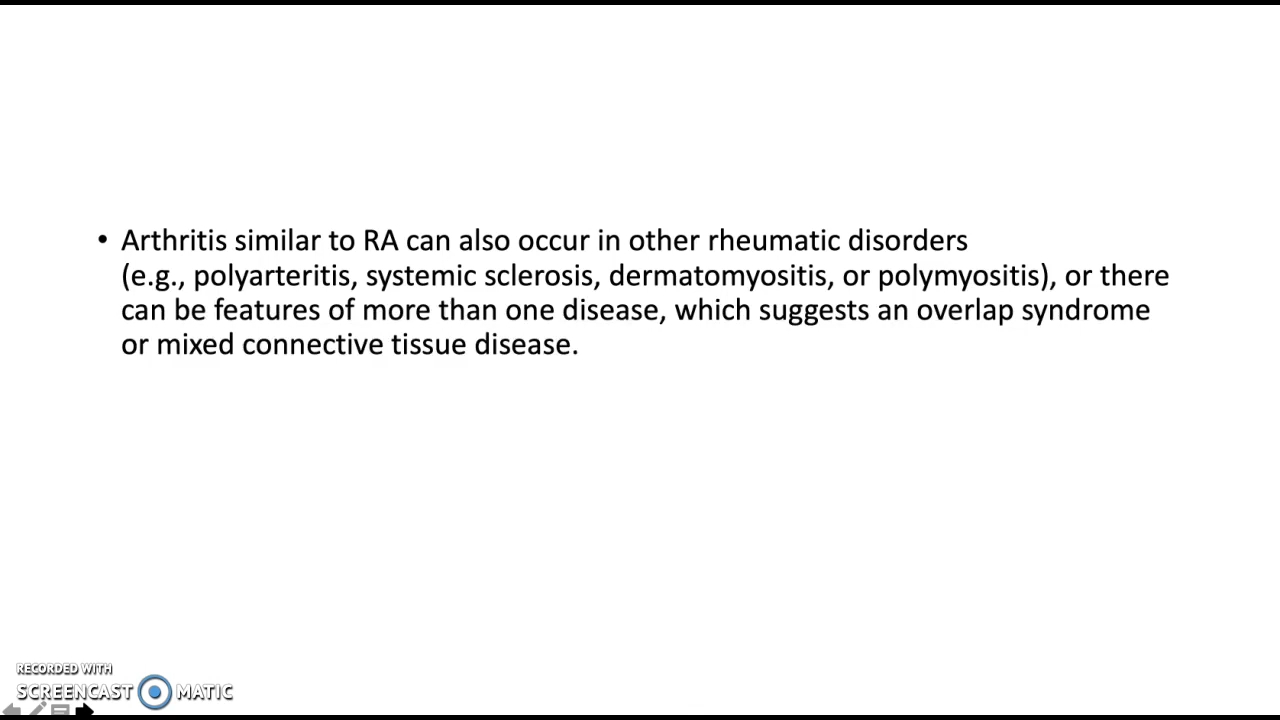 • Arthritis similar to RA can also occur in other rheumatic disorders
(e.g., polyarteritis, systemic sclerosis, dermatomyositis, or polymyositis), or there
can be features of more than one disease, which suggests an overlap syndrome
or mixed connective tissue disease.
RECORDED WITH
SCREENCAST MATIC